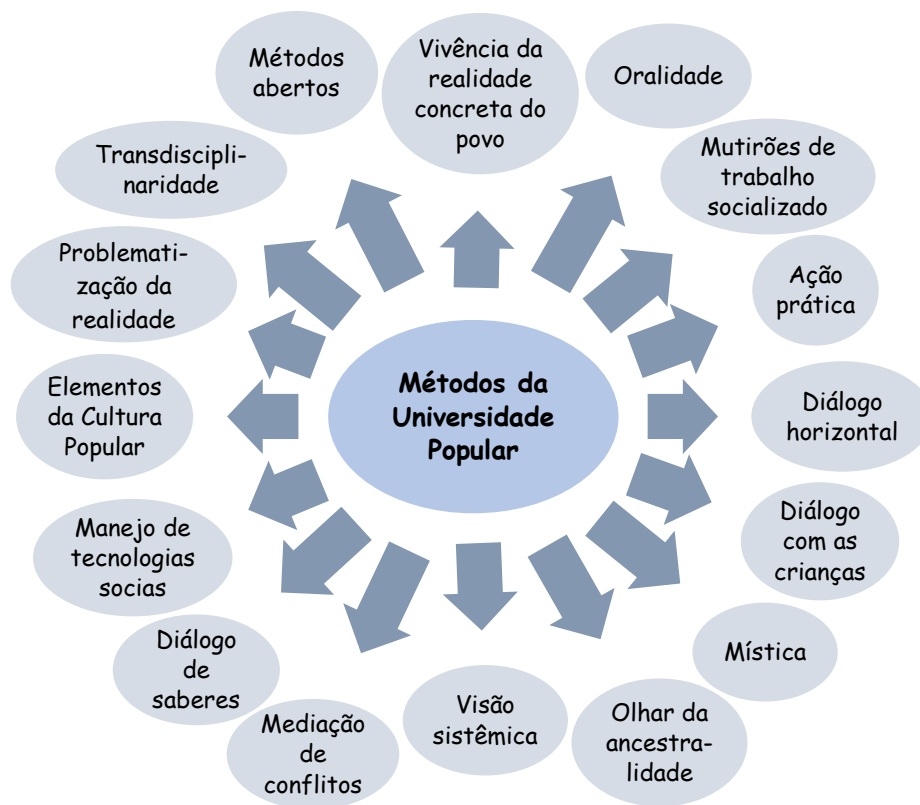 Métodos
abertos
Vivência da
realidade
concreta do
povo
Oralidade
Mutirões de
trabalho
socializado
Ação
prática
Diálogo
horizontal
Diálogo
com as
crianças
Mística
Olhar da
ancestra-
lidade
Visão
sistêmica
Mediação
de
conflitos
Diálogo
de
saberes
Manejo de
tecnologias
socias
Elementos
da Cultura
Popular
Problemati-
zação da
realidade
Transdiscipli-
naridade
Métodos da
Universidade
Popular